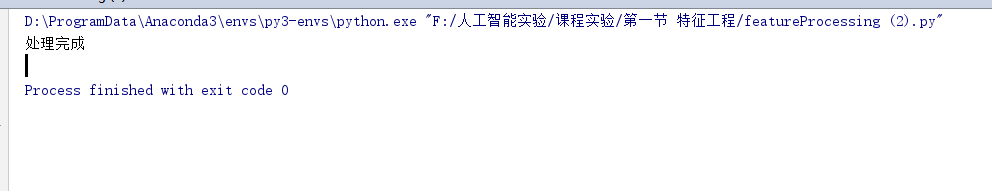 D:\ProgramData\Anaconda3\envs\py3-envs\python.exe "F:/人工智能实验/课程实验/第一节 特征工程/featureProcessing (2).py"
处理完成
Process finished with exit code 0